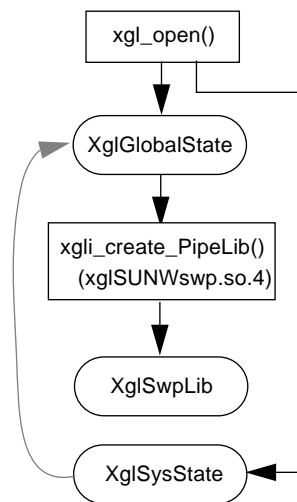 xgl_open()
XglGlobalState
xgli_create_PipeLib()
(xglSUNWswp.so.4)
XglSwpLib
XglSysState